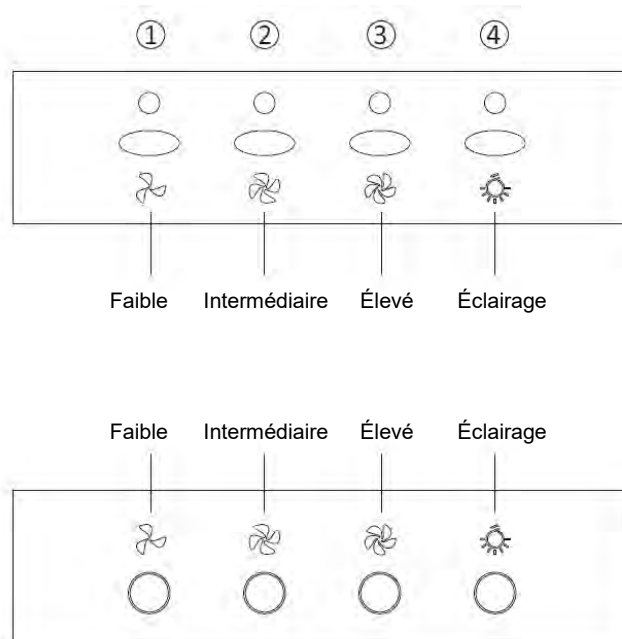 ① ② ③ ④
Faible Intermédiaire Élevé Éclairage
Faible Intermédiaire Élevé Éclairage